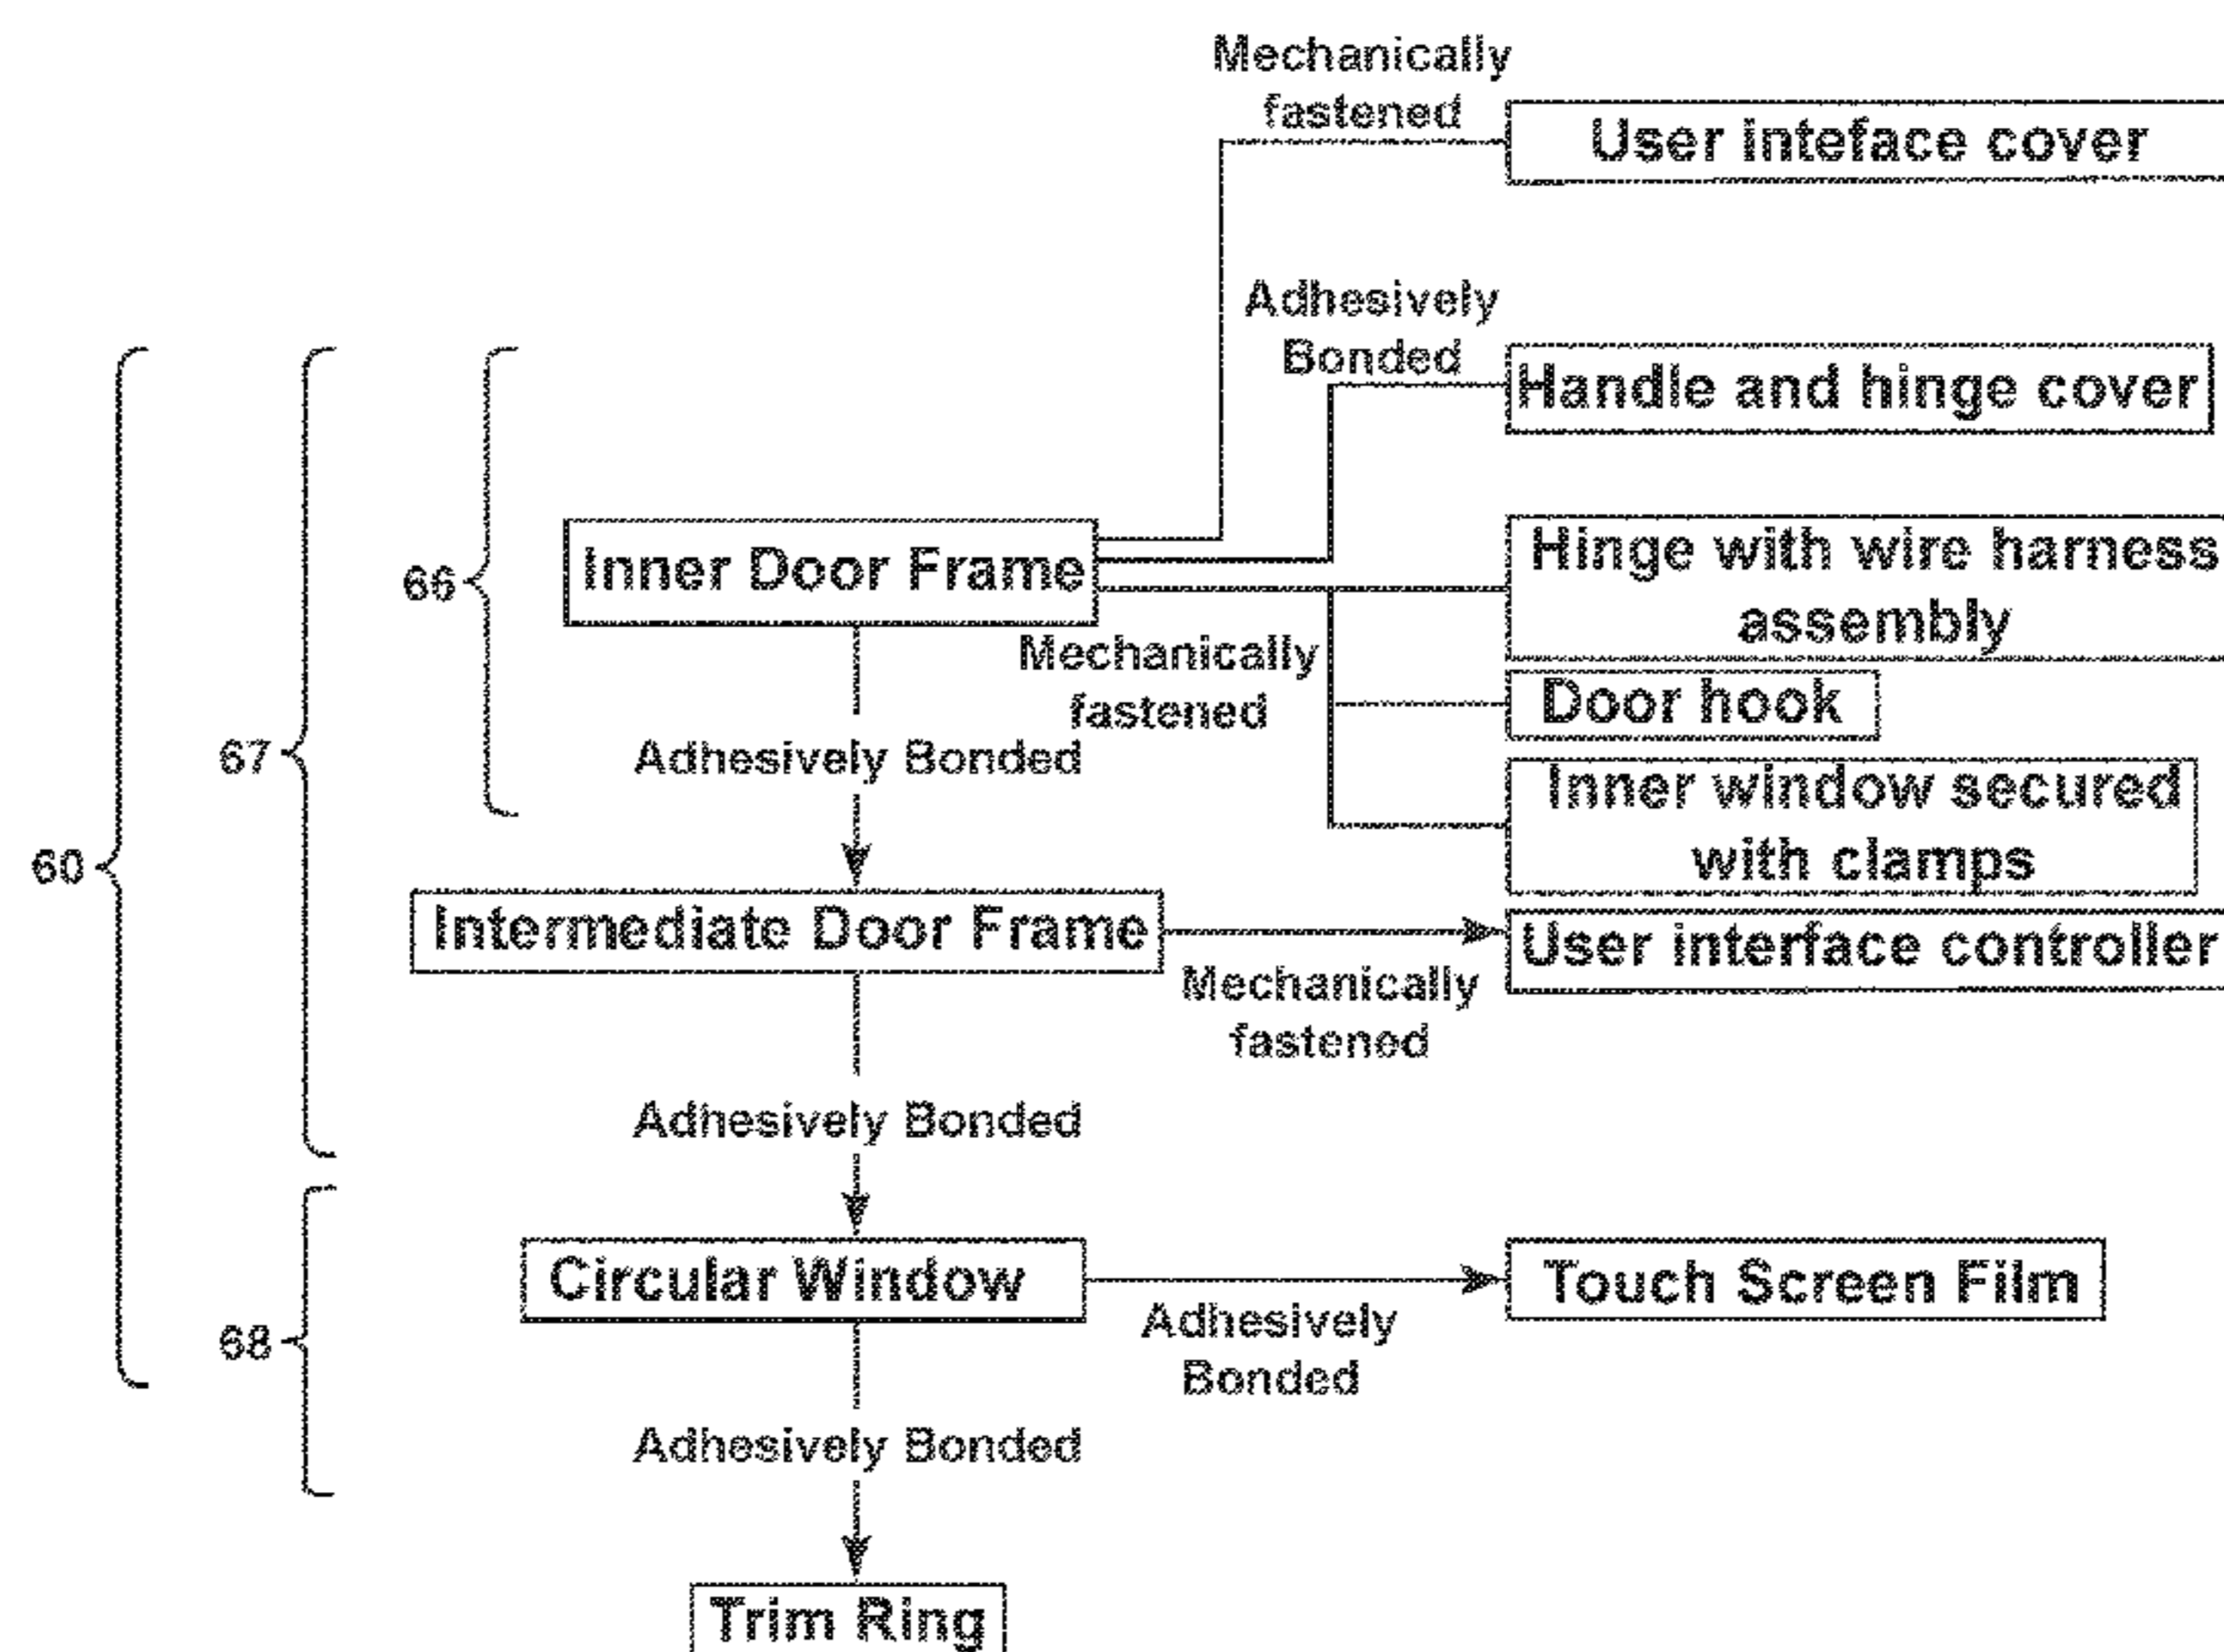 Mechanically
fastened
User inteface cover
Adhesively
Bonded
Handle and hinge cover
Inner Door Frame
Hinge with wire harness
assembly
66
Mechanically
fastened
Door hook
67
Adhesively Bonded
Inner window secured
with clamps
60
Intermediate Door Frame
User interface controller
Mechanically
fastened
Adhesively Bonded
Circular Window
Touch Screen Film
68
Adhesively
Bonded
Adhesively Bonded
Trim Ring